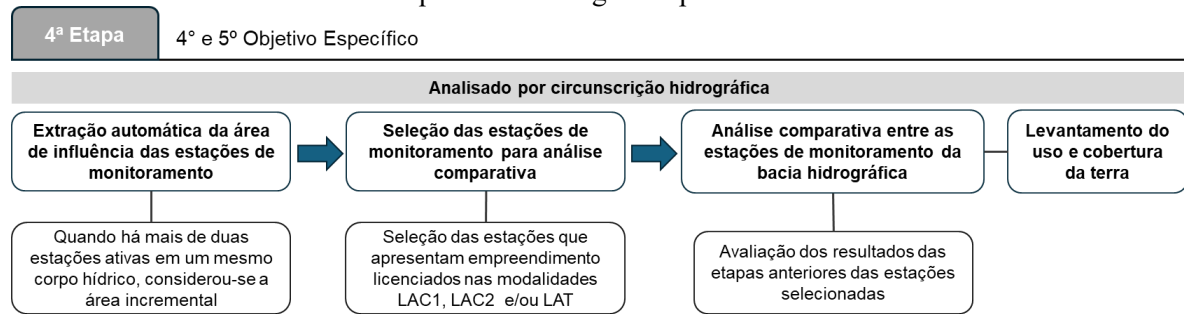 4ª Etapa
4° e 5º Objetivo Específico
Analisado por circunscrição hidrográfica
Extração automática da área
de influência das estações de
monitoramento
Seleção das estações de
monitoramento para análise
comparativa
Análise comparativa entre as
estações de monitoramento da
bacia hidrográfica
Levantamento do
uso e cobertura
da terra
Quando há mais de duas
estações ativas em um mesmo
corpo hídrico, considerou-se a
área incremental
Seleção das estações que
apresentam empreendimento
licenciados nas modalidades
LAC1, LAC2 e/ou LAT
Avaliação dos resultados das
etapas anteriores das estações
selecionadas